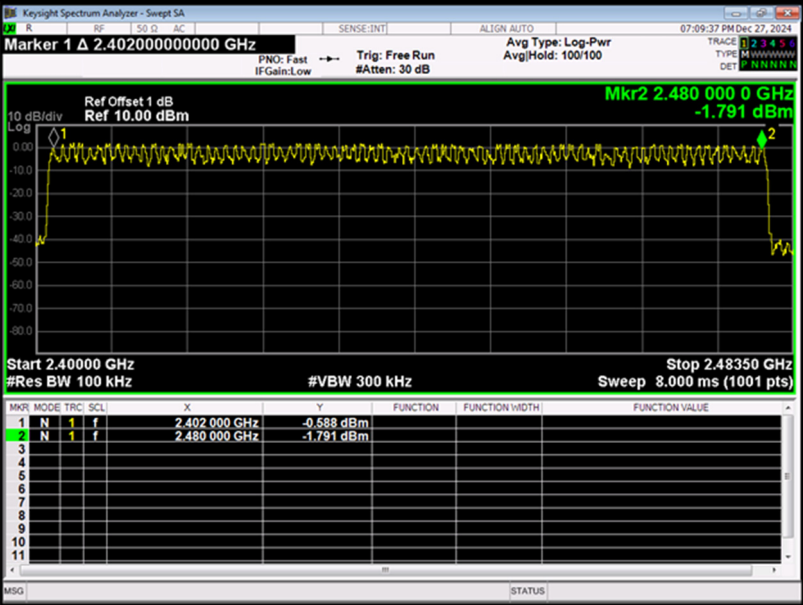 Keysight Spectrum Analyzer - Swept SA
R RF 50 Ω AC SENSE:INT ALIGN AUTO 07:09:37 PM Dec 27, 2024
Marker 1 Δ 2.402000000000 GHz
PNO: Fast
IFGain:Low
Trig: Free Run
#Atten: 30 dB
Avg Type: Log-Pwr
Avg|Hold: 100/100
TRACE 1 2 3 4 5 6
TYPE M W W W W W
DET P N N N N N
Mkr2 2.480 000 0 GHz
-1.791 dBm
Ref Offset 1 dB
10 dB/div Ref 10.00 dBm
Log
1
2
0.00
-10.0
-20.0
-30.0
-40.0
-50.0
-60.0
-70.0
-80.0
Start 2.40000 GHz Stop 2.48350 GHz
#Res BW 100 kHz #VBW 300 kHz Sweep 8.000 ms (1001 pts)
MKR MODE TRC SCL X Y FUNCTION FUNCTION WIDTH FUNCTION VALUE
1 N 1 f 2.402 000 GHz -0.588 dBm
2 N 1 f 2.480 000 GHz -1.791 dBm
3
4
5
6
7
8
9
10
11
MSG STATUS